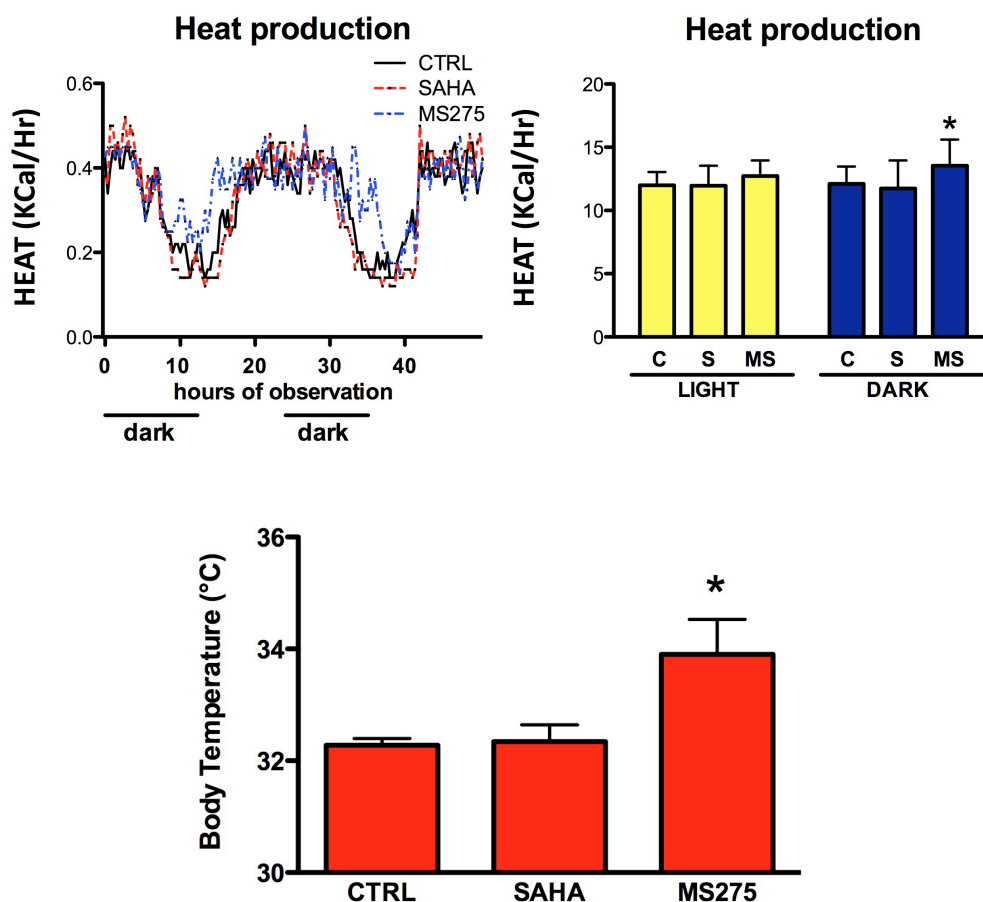 Heat production
CTRL
SAHA
MS275
HEAT (KCal/Hr)
0.6
0.4
0.2
0.0
0 10 20 30 40
hours of observation
dark dark
Heat production
HEAT (KCal/Hr)
20
15
10
5
0
*
C S MS C S MS
LIGHT DARK
Body Temperature (°C)
36
34
32
30
*
CTRL SAHA MS275